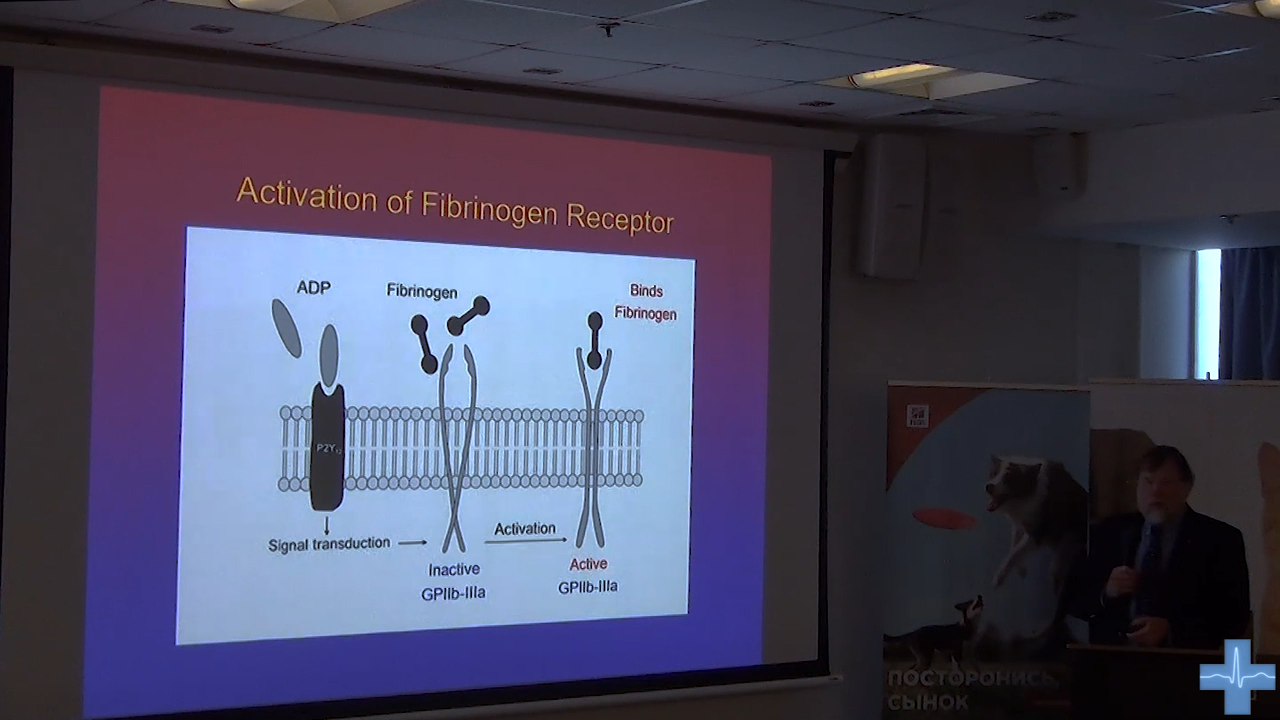 Activation of Fibrinogen Receptor
ADP
Fibrinogen
Binds
Fibrinogen
P2Y12
Signal transduction
Activation
Inactive
GPIIb-IIIa
Active
GPIIb-IIIa
ПОСТОРОНИСЬ,
СЫНОК